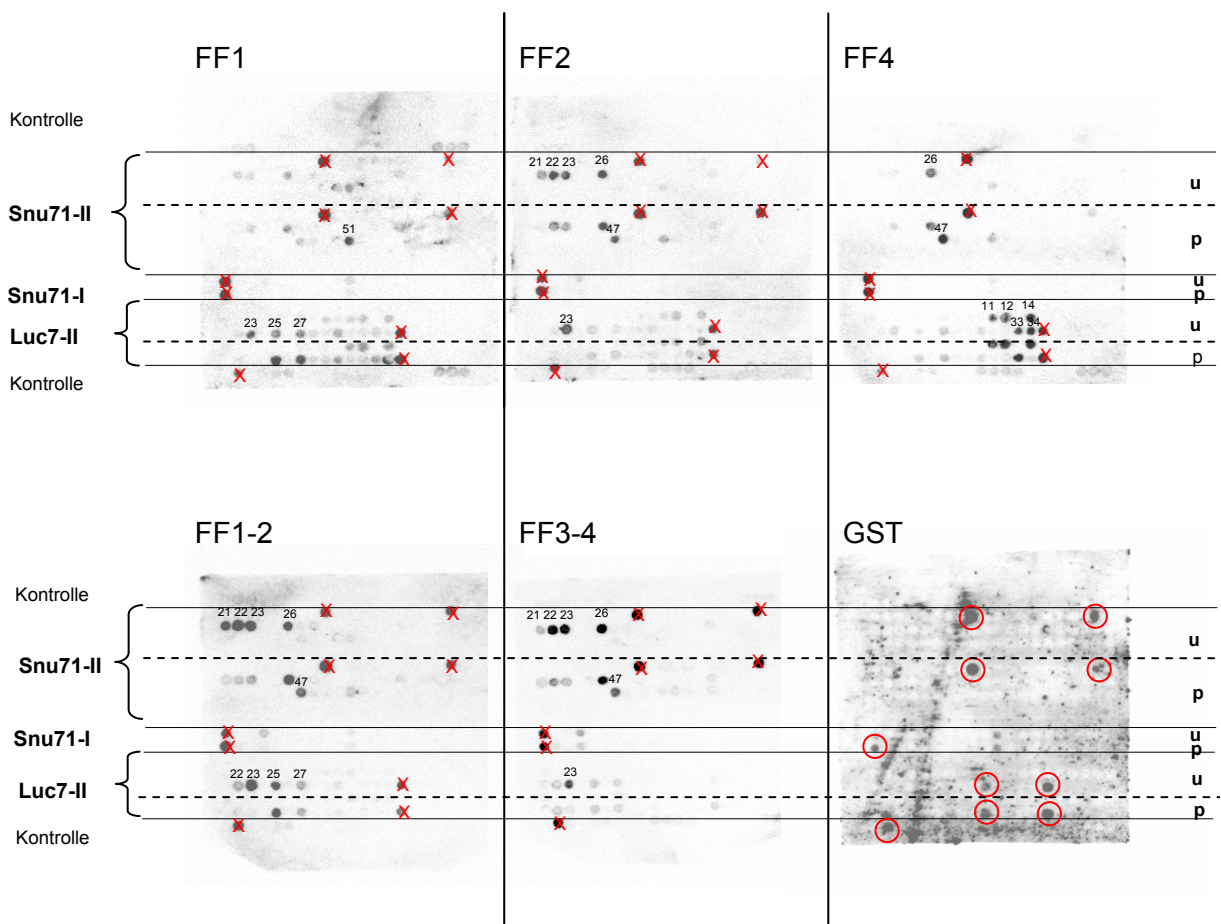 FF1 FF2 FF4
Kontrolle
21 22 23 26 26
u
Snu71-II
51 47 47 p
Snu71-I u
p
11 12 14
23 25 27 23 33 34 u
Luc7-II
p
Kontrolle
FF1-2 FF3-4 GST
Kontrolle
21 22 23 26 21 22 23 26
u
Snu71-II
47 47 p
Snu71-I u
p
22 23 25 27 23 u
Luc7-II
p
Kontrolle